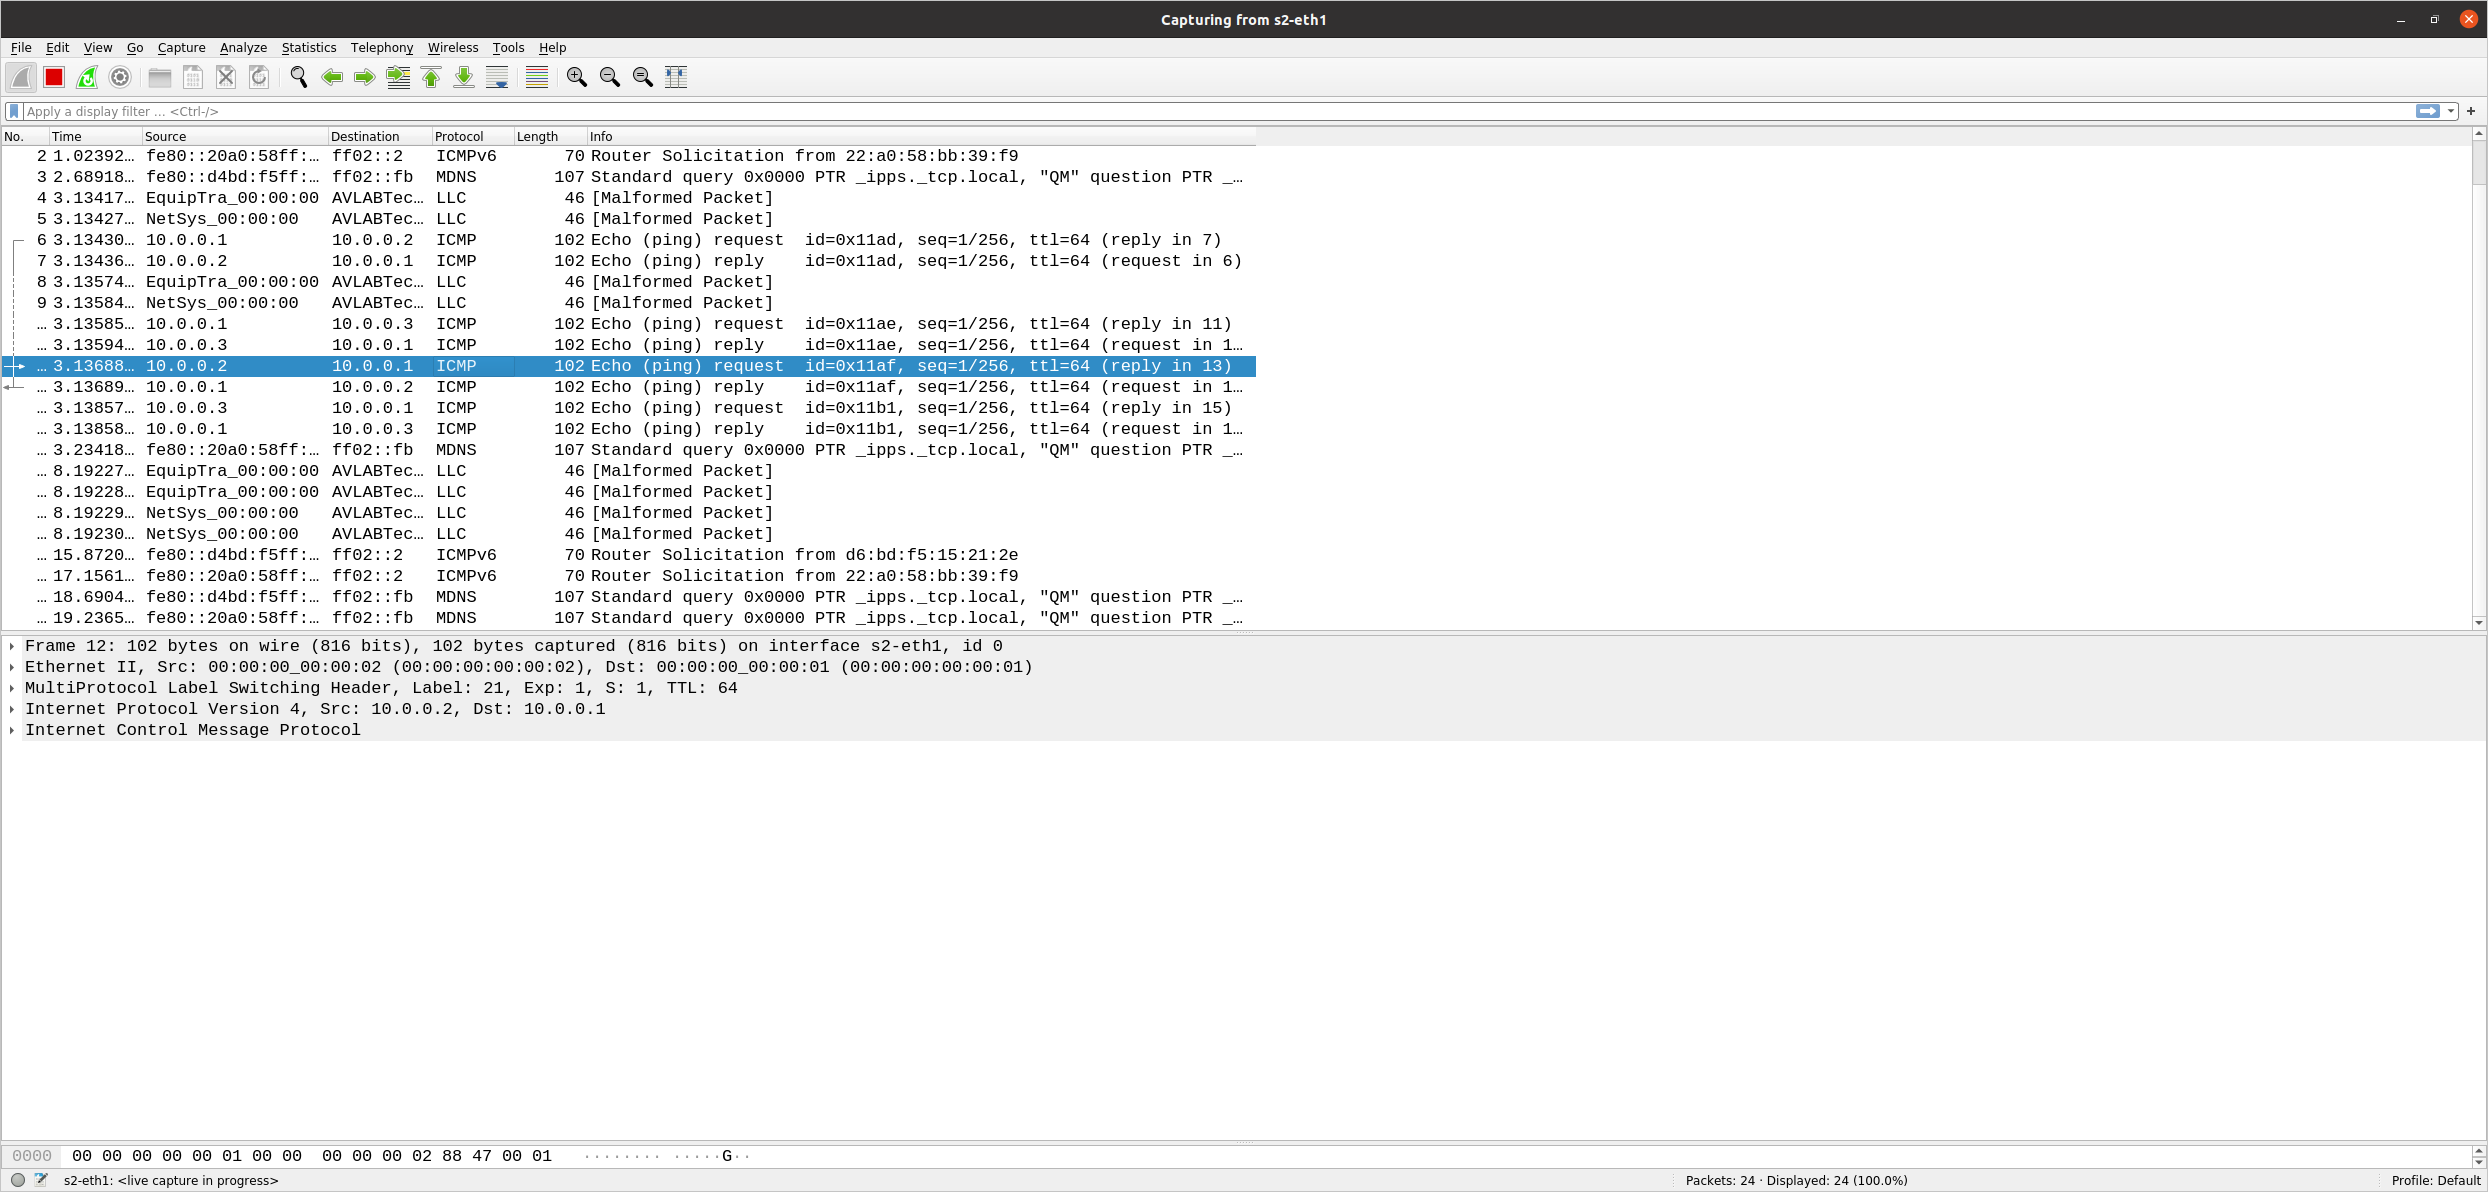 Capturing from s2-eth1
File Edit View Go Capture Analyze Statistics Telephony Wireless Tools Help
Apply a display filter ... <Ctrl-/>
No. Time Source Destination Protocol Length Info
2 1.02392… fe80::20a0:58ff:… ff02::2 ICMPv6 70 Router Solicitation from 22:a0:58:bb:39:f9
3 2.68918… fe80::d4bd:f5ff:… ff02::fb MDNS 107 Standard query 0x0000 PTR _ipps._tcp.local, "QM" question PTR _…
4 3.13417… EquipTra_00:00:00 AVLABTec… LLC 46 [Malformed Packet]
5 3.13427… NetSys_00:00:00 AVLABTec… LLC 46 [Malformed Packet]
6 3.13430… 10.0.0.1 10.0.0.2 ICMP 102 Echo (ping) request id=0x11ad, seq=1/256, ttl=64 (reply in 7)
7 3.13436… 10.0.0.2 10.0.0.1 ICMP 102 Echo (ping) reply id=0x11ad, seq=1/256, ttl=64 (request in 6)
8 3.13574… EquipTra_00:00:00 AVLABTec… LLC 46 [Malformed Packet]
9 3.13584… NetSys_00:00:00 AVLABTec… LLC 46 [Malformed Packet]
… 3.13585… 10.0.0.1 10.0.0.3 ICMP 102 Echo (ping) request id=0x11ae, seq=1/256, ttl=64 (reply in 11)
… 3.13594… 10.0.0.3 10.0.0.1 ICMP 102 Echo (ping) reply id=0x11ae, seq=1/256, ttl=64 (request in 1…
… 3.13688… 10.0.0.2 10.0.0.1 ICMP 102 Echo (ping) request id=0x11af, seq=1/256, ttl=64 (reply in 13)
… 3.13689… 10.0.0.1 10.0.0.2 ICMP 102 Echo (ping) reply id=0x11af, seq=1/256, ttl=64 (request in 1…
… 3.13857… 10.0.0.3 10.0.0.1 ICMP 102 Echo (ping) request id=0x11b1, seq=1/256, ttl=64 (reply in 15)
… 3.13858… 10.0.0.1 10.0.0.3 ICMP 102 Echo (ping) reply id=0x11b1, seq=1/256, ttl=64 (request in 1…
… 3.23418… fe80::20a0:58ff:… ff02::fb MDNS 107 Standard query 0x0000 PTR _ipps._tcp.local, "QM" question PTR _…
… 8.19227… EquipTra_00:00:00 AVLABTec… LLC 46 [Malformed Packet]
… 8.19228… EquipTra_00:00:00 AVLABTec… LLC 46 [Malformed Packet]
… 8.19229… NetSys_00:00:00 AVLABTec… LLC 46 [Malformed Packet]
… 8.19230… NetSys_00:00:00 AVLABTec… LLC 46 [Malformed Packet]
… 15.8720… fe80::d4bd:f5ff:… ff02::2 ICMPv6 70 Router Solicitation from d6:bd:f5:15:21:2e
… 17.1561… fe80::20a0:58ff:… ff02::2 ICMPv6 70 Router Solicitation from 22:a0:58:bb:39:f9
… 18.6904… fe80::d4bd:f5ff:… ff02::fb MDNS 107 Standard query 0x0000 PTR _ipps._tcp.local, "QM" question PTR _…
… 19.2365… fe80::20a0:58ff:… ff02::fb MDNS 107 Standard query 0x0000 PTR _ipps._tcp.local, "QM" question PTR _…
Frame 12: 102 bytes on wire (816 bits), 102 bytes captured (816 bits) on interface s2-eth1, id 0
Ethernet II, Src: 00:00:00_00:00:02 (00:00:00:00:00:02), Dst: 00:00:00_00:00:01 (00:00:00:00:00:01)
MultiProtocol Label Switching Header, Label: 21, Exp: 1, S: 1, TTL: 64
Internet Protocol Version 4, Src: 10.0.0.2, Dst: 10.0.0.1
Internet Control Message Protocol
0000 00 00 00 00 00 01 00 00 00 00 00 02 88 47 00 01 ········ ·····G··
s2-eth1: <live capture in progress> Packets: 24 · Displayed: 24 (100.0%) Profile: Default